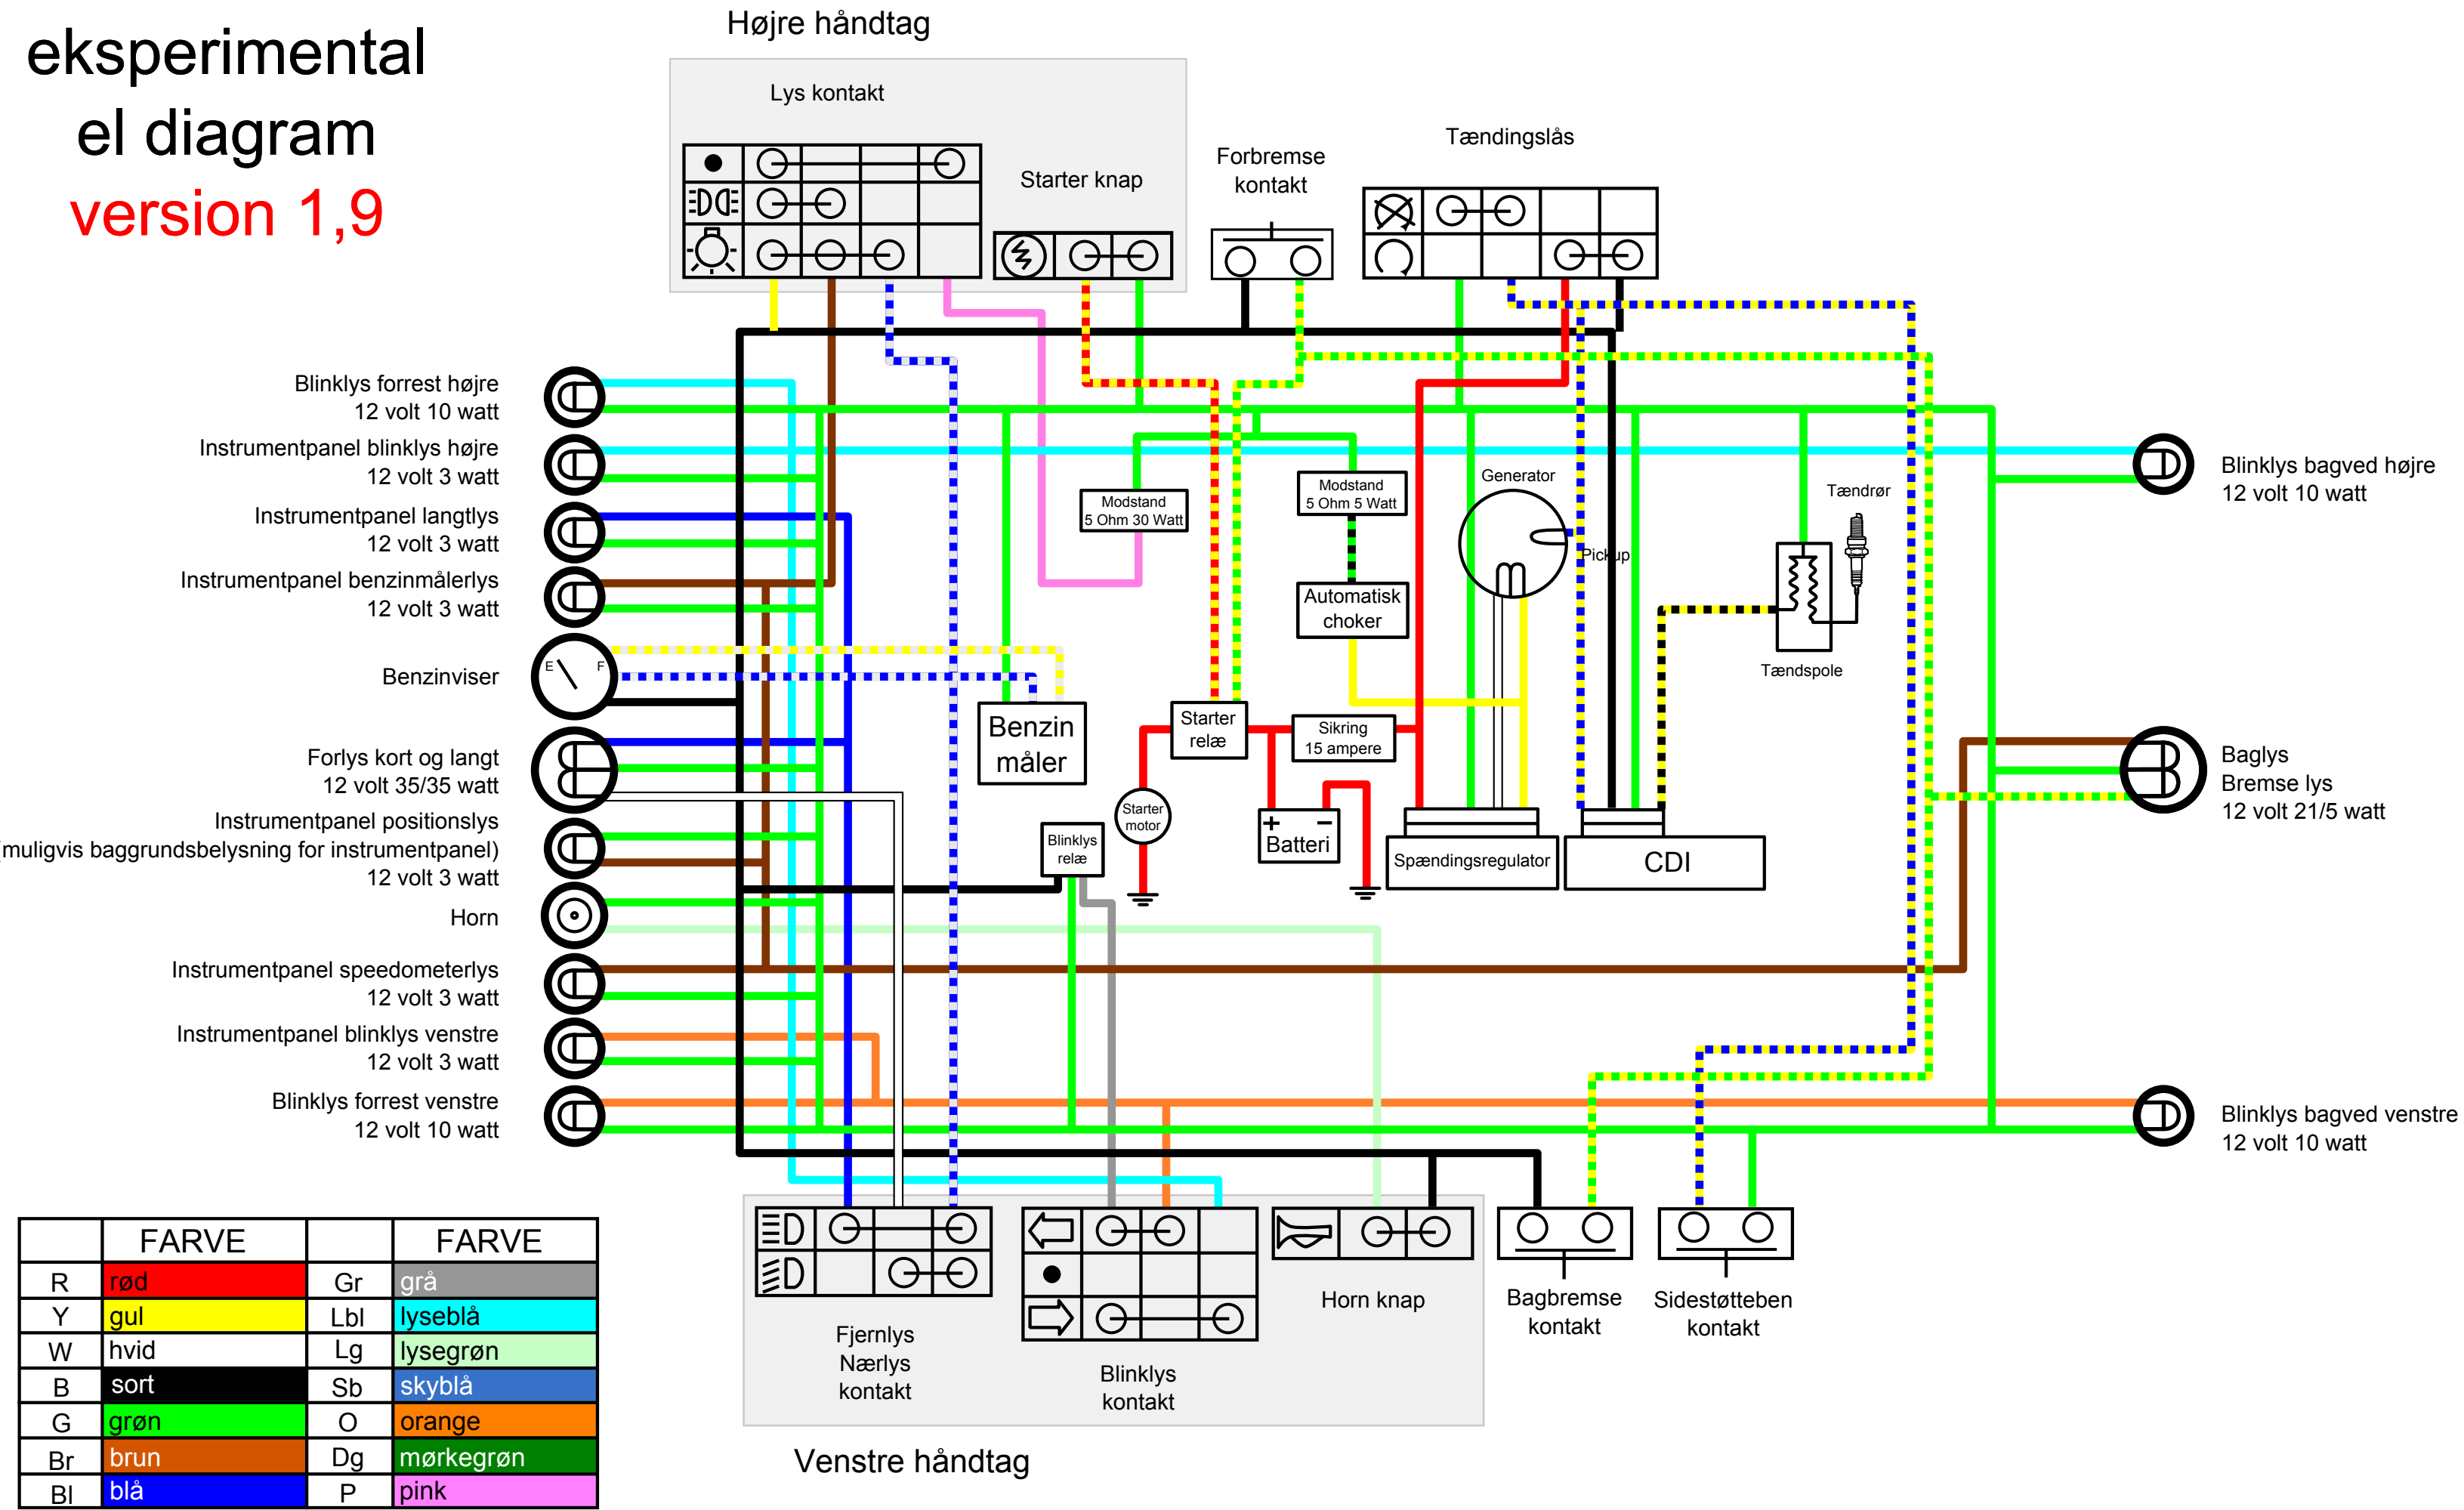 eksperimental
el diagram
version 1,9
Højre håndtag
Lys kontakt
Starter knap
Forbremse
kontakt
Tændingslås
Blinklys forrest højre
12 volt 10 watt
Instrumentpanel blinklys højre
12 volt 3 watt
Instrumentpanel langtlys
12 volt 3 watt
Instrumentpanel benzinmålerlys
12 volt 3 watt
Benzinviser
E F
Forlys kort og langt
12 volt 35/35 watt
Instrumentpanel positionslys
(muligvis baggrundsbelysning for instrumentpanel)
12 volt 3 watt
Horn
Instrumentpanel speedometerlys
12 volt 3 watt
Instrumentpanel blinklys venstre
12 volt 3 watt
Blinklys forrest venstre
12 volt 10 watt
Modstand
5 Ohm 30 Watt
Modstand
5 Ohm 5 Watt
Automatisk
choker
Generator
Pickup
Tændrør
Tændspole
Benzin
måler
Starter
relæ
Sikring
15 ampere
Starter
motor
+ −
Batteri
Blinklys
relæ
Spændingsregulator
CDI
Blinklys bagved højre
12 volt 10 watt
Baglys
Bremse lys
12 volt 21/5 watt
Blinklys bagved venstre
12 volt 10 watt
Fjernlys
Nærlys
kontakt
Blinklys
kontakt
Horn knap
Bagbremse
kontakt
Sidestøtteben
kontakt
Venstre håndtag
FARVE FARVE
R rød Gr grå
Y gul Lbl lyseblå
W hvid Lg lysegrøn
B sort Sb skyblå
G grøn O orange
Br brun Dg mørkegrøn
Bl blå P pink